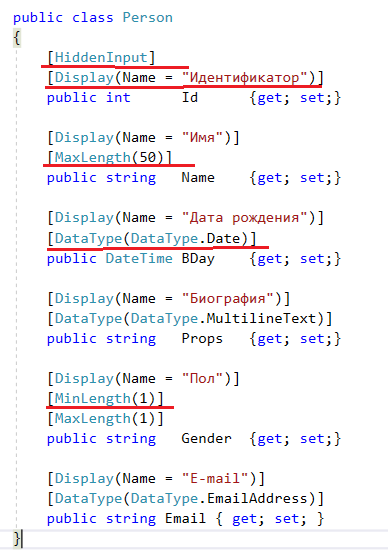 public class Person
{
[HiddenInput]
[Display(Name = "Идентификатор")]
public int Id {get; set;}
[Display(Name = "Имя")]
[MaxLength(50)]
public string Name {get; set;}
[Display(Name = "Дата рождения")]
[DataType(DataType.Date)]
public DateTime BDay {get; set;}
[Display(Name = "Биография")]
[DataType(DataType.MultilineText)]
public string Props {get; set;}
[Display(Name = "Пол")]
[MinLength(1)]
[MaxLength(1)]
public string Gender {get; set;}
[Display(Name = "E-mail")]
[DataType(DataType.EmailAddress)]
public string Email { get; set; }
}